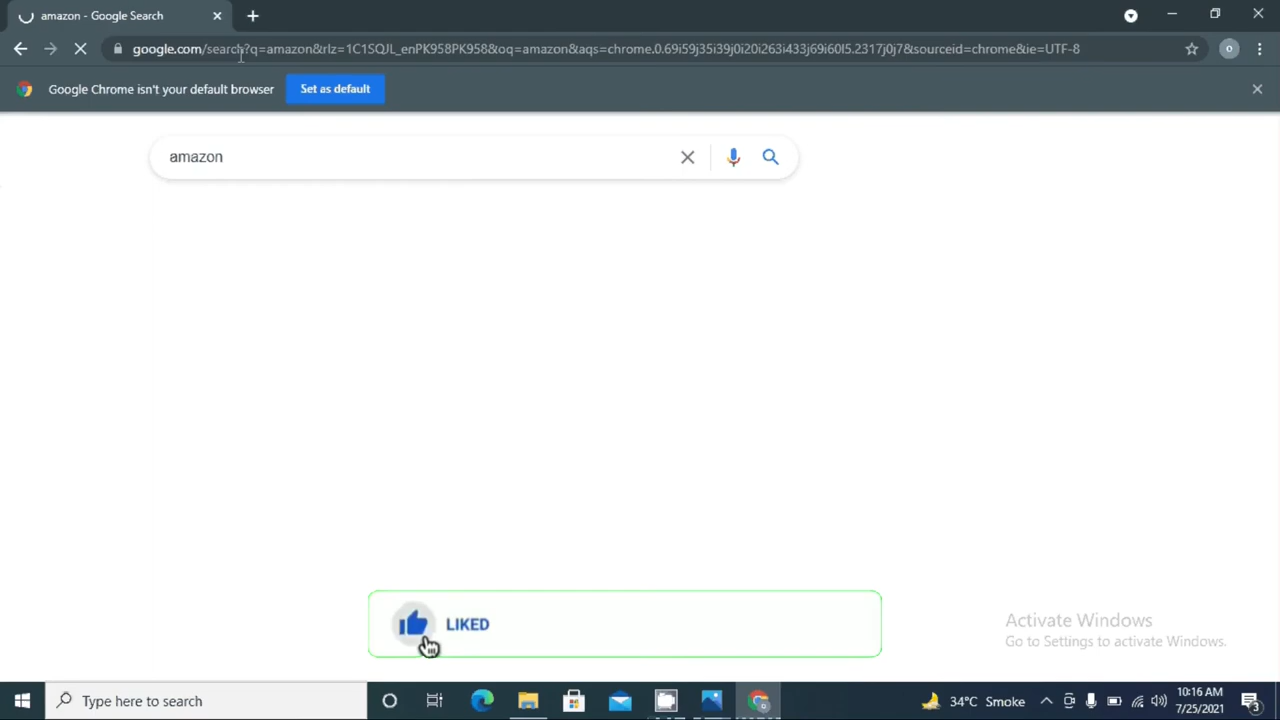 amazon - Google Search
google.com/search?q=amazon&rlz=1C1SQJL_enPK958PK958&oq=amazon&aqs=chrome.0.69i59j35i39j0i20i263i433j69i60l5.2317j0j7&sourceid=chrome&ie=UTF-8
o
Google Chrome isn't your default browser
Set as default
amazon
LIKED
Activate Windows
Go to Settings to activate Windows.
Type here to search
34°C Smoke
10:16 AM
7/25/2021
3